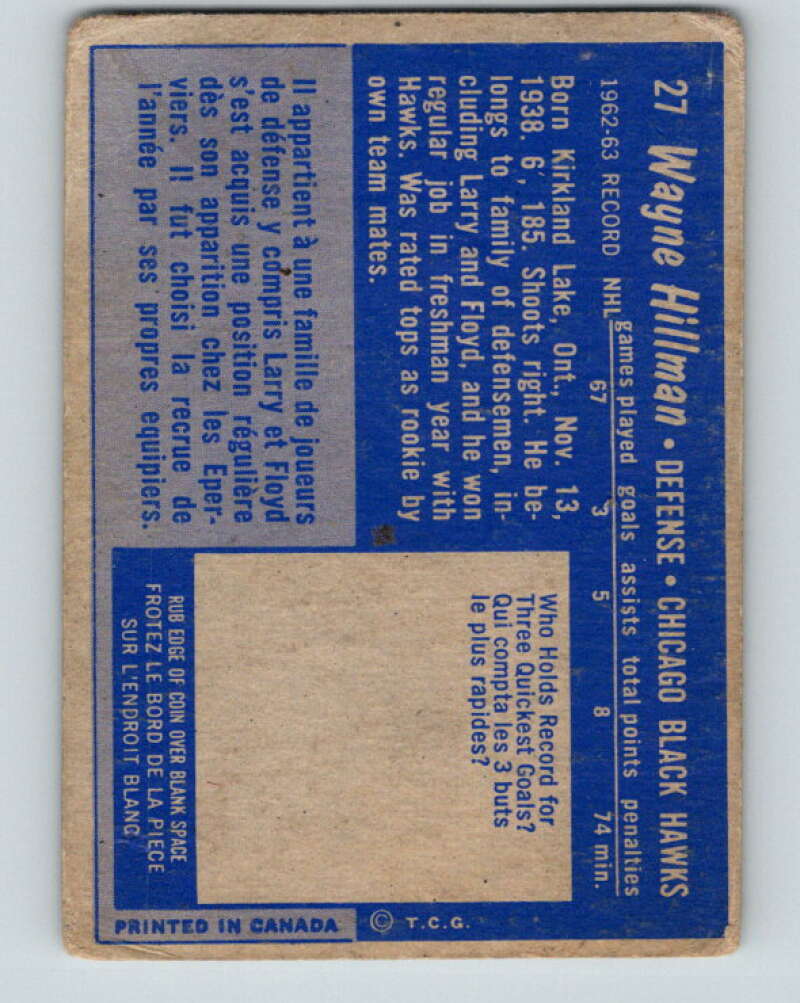 27 Wayne Hillman • DEFENSE • CHICAGO BLACK HAWKS
games played goals assists total points penalties
1962-63 RECORD NHL 67 3 5 8 74 min.
Born Kirkland Lake, Ont., Nov. 13,
1938. 6', 185. Shoots right. He be-
longs to family of defensemen, in-
cluding Larry and Floyd, and he won
regular job in freshman year with
Hawks. Was rated tops as rookie by
own team mates.
Il appartient à une famille de joueurs
de défense y compris Larry et Floyd
s'est acquis une position régulière
dès son apparition chez les Eper-
viers. Il fut choisi la recrue de
l'année par ses propres equipiers.
Who Holds Record for
Three Quickest Goals?
Qui compta les 3 buts
le plus rapides?
RUB EDGE OF COIN OVER BLANK SPACE
FROTEZ LE BORD DE LA PIECE
SUR L'ENDROIT BLANC
© T.C.G.
PRINTED IN CANADA